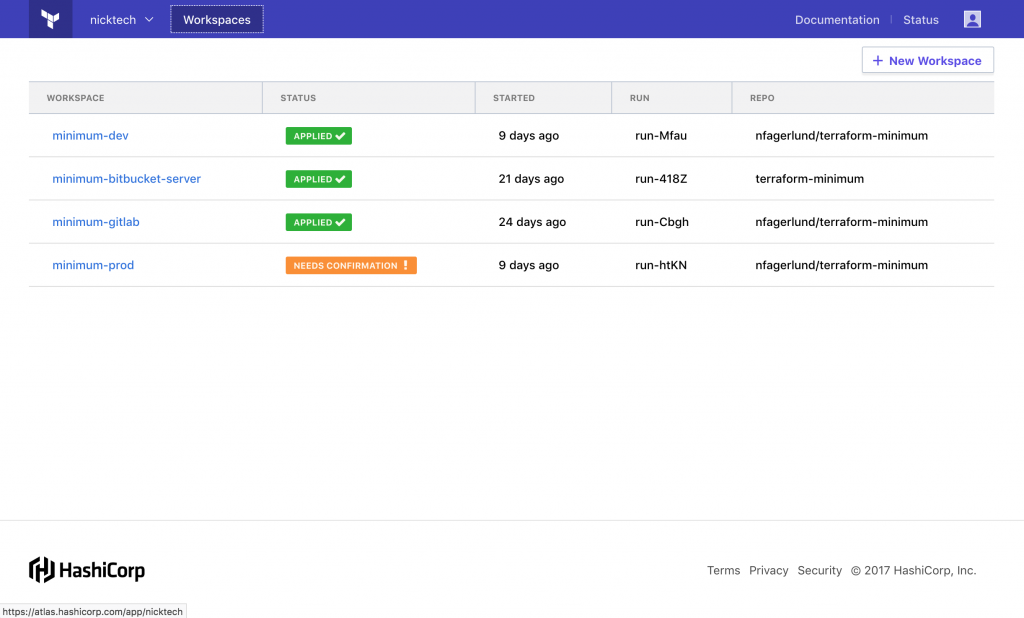 nicktech Workspaces Documentation Status
+ New Workspace
WORKSPACE STATUS STARTED RUN REPO
minimum-dev APPLIED 9 days ago run-Mfau nfagerlund/terraform-minimum
minimum-bitbucket-server APPLIED 21 days ago run-418Z terraform-minimum
minimum-gitlab APPLIED 24 days ago run-Cbgh nfagerlund/terraform-minimum
minimum-prod NEEDS CONFIRMATION ! 9 days ago run-htKN nfagerlund/terraform-minimum
HashiCorp Terms Privacy Security © 2017 HashiCorp, Inc.
https://atlas.hashicorp.com/app/nicktech